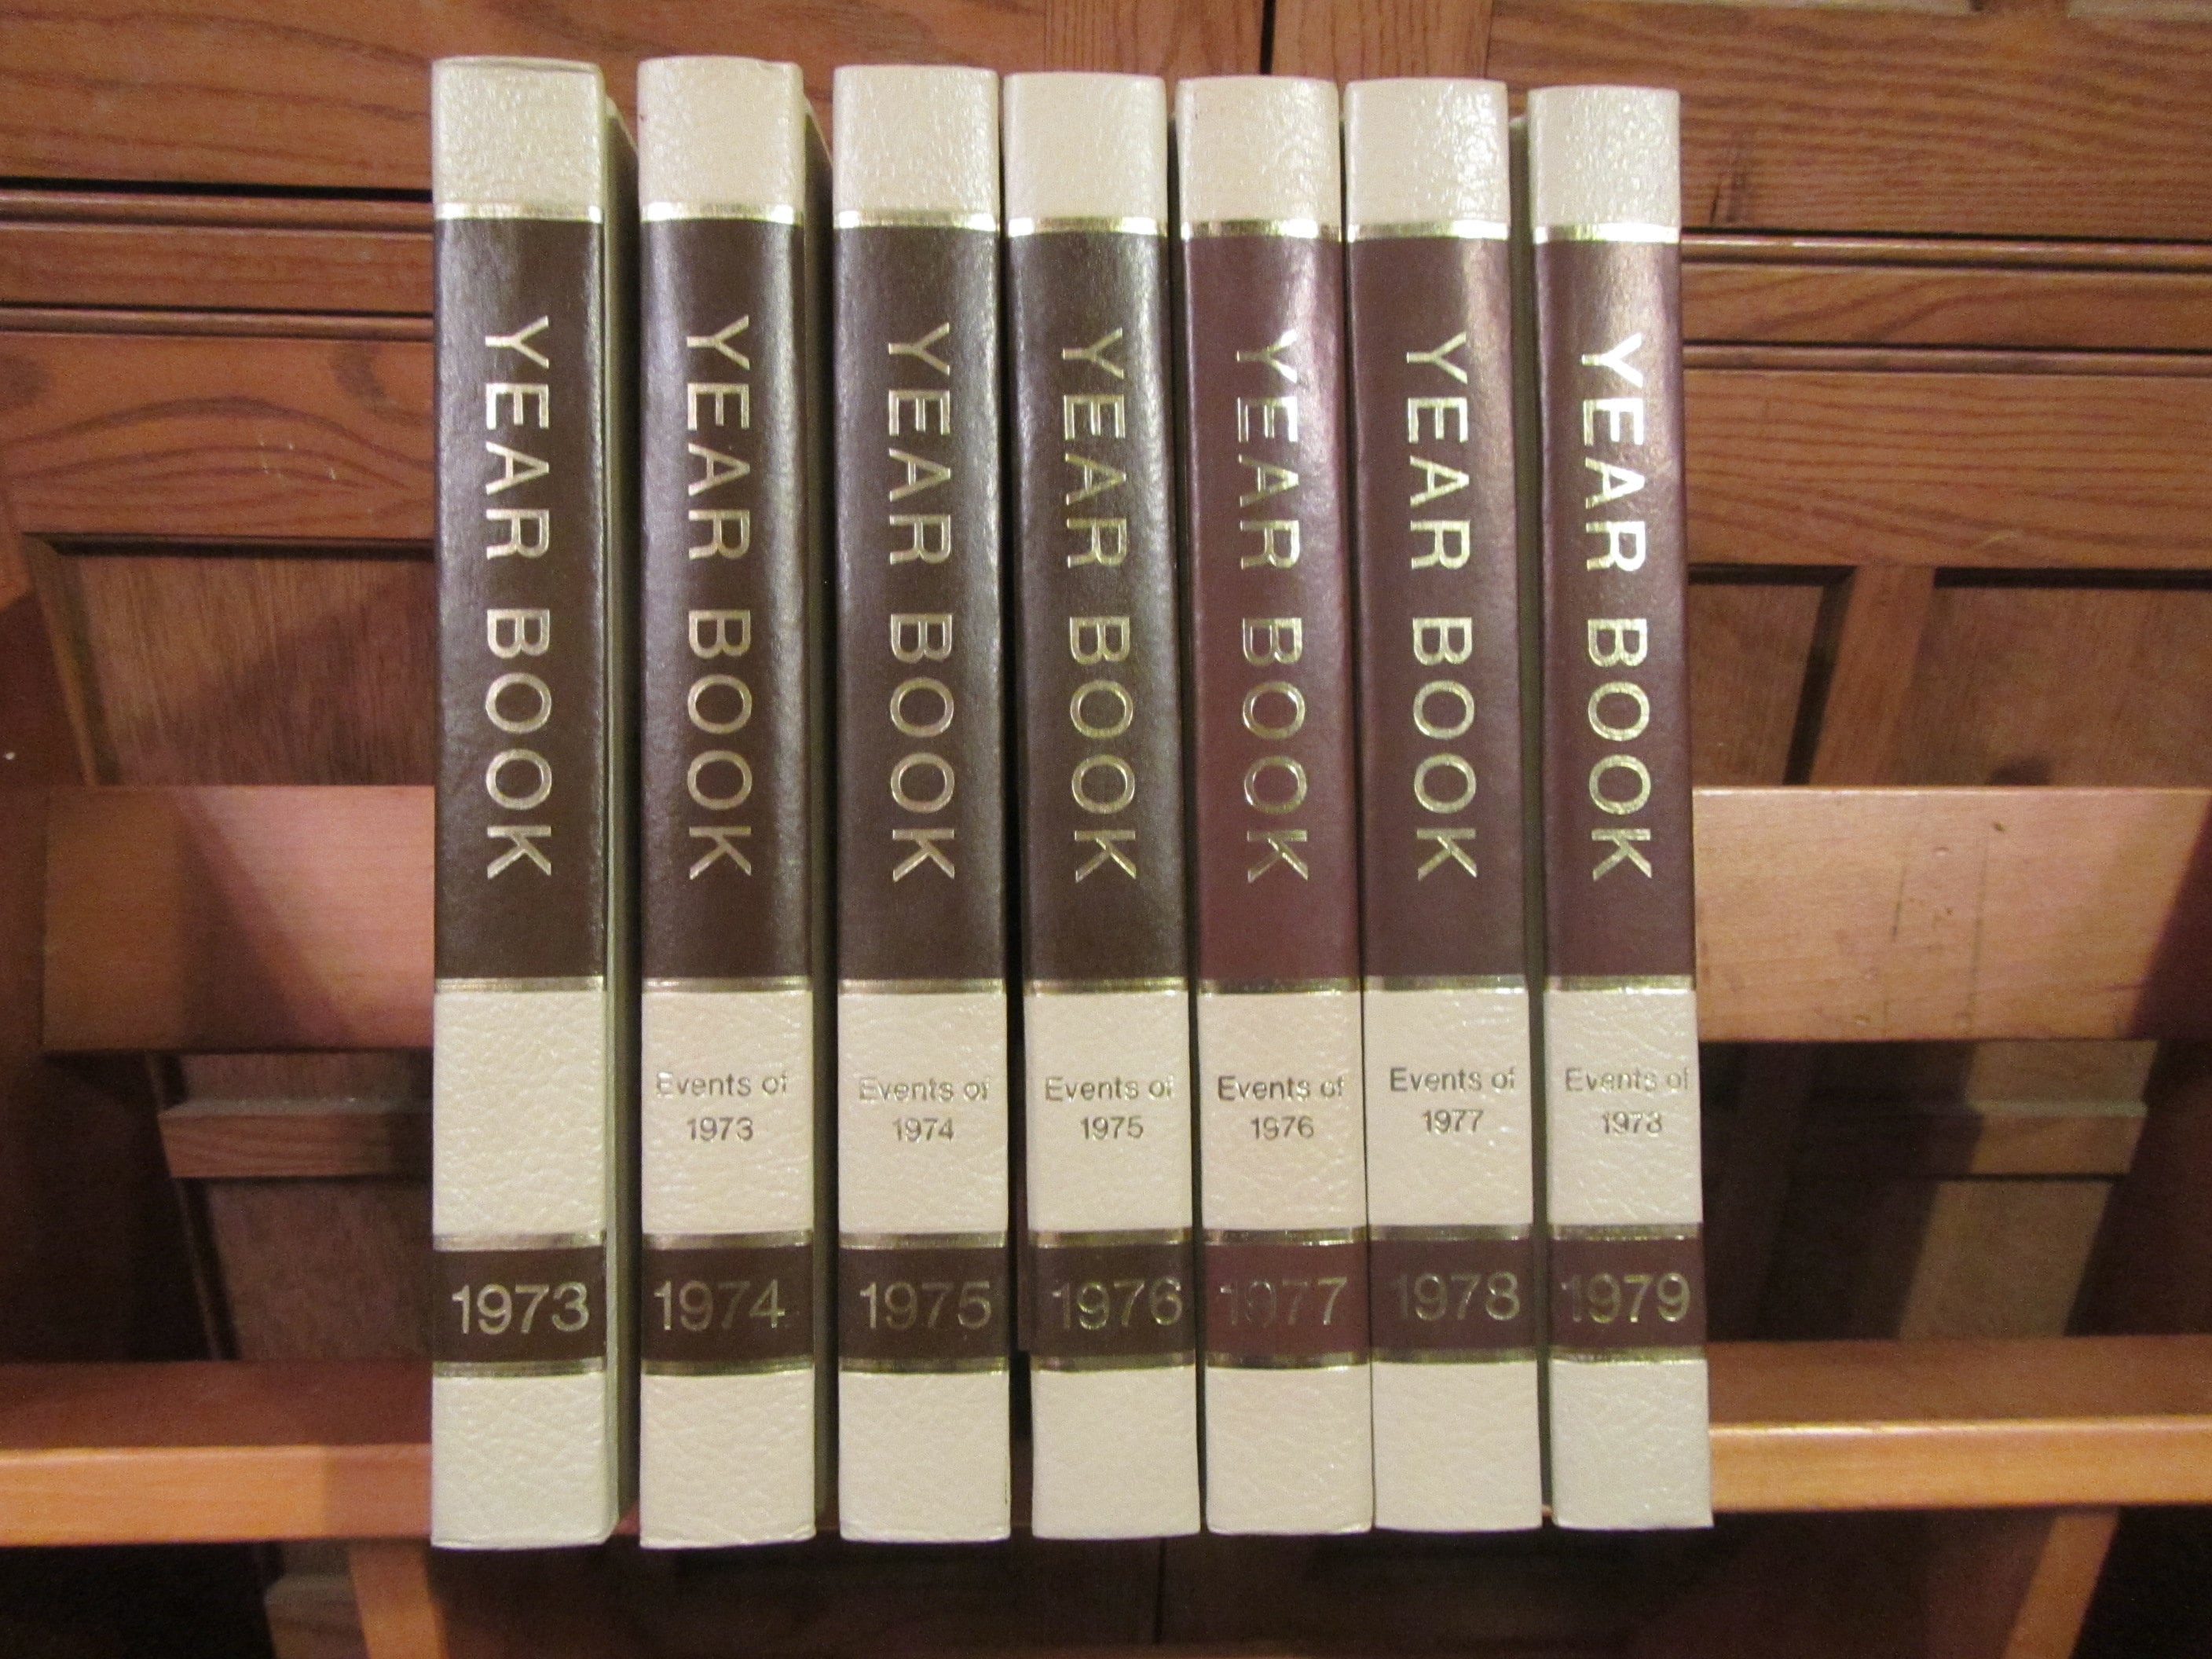 YEAR BOOK
1973
YEAR BOOK
Events of
1973
1974
YEAR BOOK
Events of
1974
1975
YEAR BOOK
Events of
1975
1976
YEAR BOOK
Events of
1976
1977
YEAR BOOK
Events of
1977
1978
YEAR BOOK
Events of
1978
1979